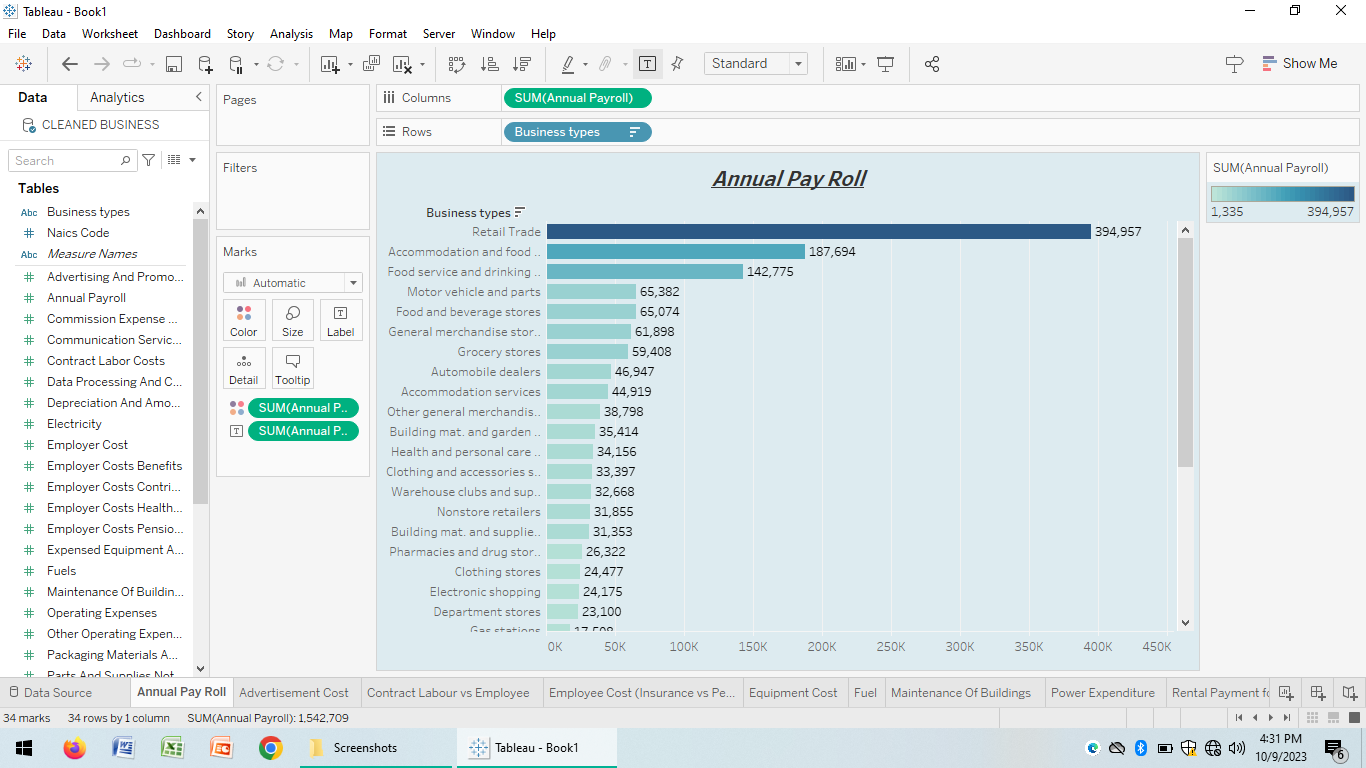 Tableau - Book1
File Data Worksheet Dashboard Story Analysis Map Format Server Window Help
Standard
Show Me
Data
Analytics
CLEANED BUSINESS
Search
Tables
Abc Business types
# Naics Code
Abc Measure Names
# Advertising And Promo...
# Annual Payroll
# Commission Expense ...
# Communication Servic...
# Contract Labor Costs
# Data Processing And C...
# Depreciation And Amo...
# Electricity
# Employer Cost
# Employer Costs Benefits
# Employer Costs Contri...
# Employer Costs Health...
# Employer Costs Pensio...
# Expensed Equipment A...
# Fuels
# Maintenance Of Buildin...
# Operating Expenses
# Other Operating Expen...
# Packaging Materials A...
# Parts And Supplies Not
Pages
Filters
Marks
Automatic
Color
Size
T
Label
Detail
Tooltip
SUM(Annual P..
T SUM(Annual P..
Columns
SUM(Annual Payroll)
Rows
Business types
Annual Pay Roll
Business types
Retail Trade 394,957
Accommodation and food .. 187,694
Food service and drinking .. 142,775
Motor vehicle and parts 65,382
Food and beverage stores 65,074
General merchandise stor.. 61,898
Grocery stores 59,408
Automobile dealers 46,947
Accommodation services 44,919
Other general merchandis.. 38,798
Building mat. and garden .. 35,414
Health and personal care .. 34,156
Clothing and accessories s.. 33,397
Warehouse clubs and sup.. 32,668
Nonstore retailers 31,855
Building mat. and supplie.. 31,353
Pharmacies and drug stor.. 26,322
Clothing stores 24,477
Electronic shopping 24,175
Department stores 23,100
Gas stations 17,508
0K 50K 100K 150K 200K 250K 300K 350K 400K 450K
SUM(Annual Payroll)
1,335 394,957
Data Source
Annual Pay Roll
Advertisement Cost
Contract Labour vs Employee
Employee Cost (Insurance vs Pe...
Equipment Cost
Fuel
Maintenance Of Buildings
Power Expenditure
Rental Payment fo
34 marks 34 rows by 1 column SUM(Annual Payroll): 1,542,709
Screenshots
Tableau - Book1
4:31 PM
10/9/2023
6